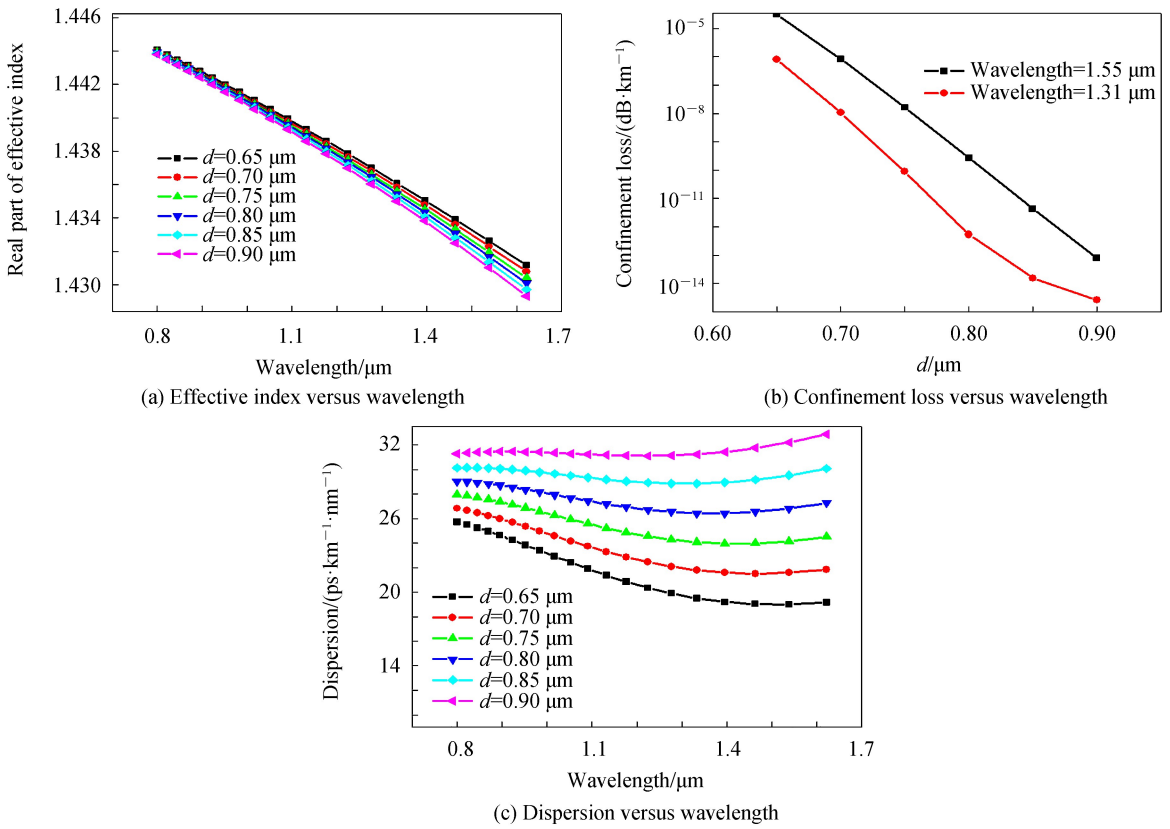 1.446
1.442
1.438
1.434
1.430
Real part of effective index
d=0.65 μm
d=0.70 μm
d=0.75 μm
d=0.80 μm
d=0.85 μm
d=0.90 μm
0.8
1.1
1.4
1.7
Wavelength/μm
(a) Effective index versus wavelength
10⁻⁵
10⁻⁸
10⁻¹¹
10⁻¹⁴
Confinement loss/(dB·km⁻¹)
Wavelength=1.55 μm
Wavelength=1.31 μm
0.60
0.70
0.80
0.90
d/μm
(b) Confinement loss versus wavelength
32
26
20
14
Dispersion/(ps·km⁻¹·nm⁻¹)
d=0.65 μm
d=0.70 μm
d=0.75 μm
d=0.80 μm
d=0.85 μm
d=0.90 μm
0.8
1.1
1.4
1.7
Wavelength/μm
(c) Dispersion versus wavelength